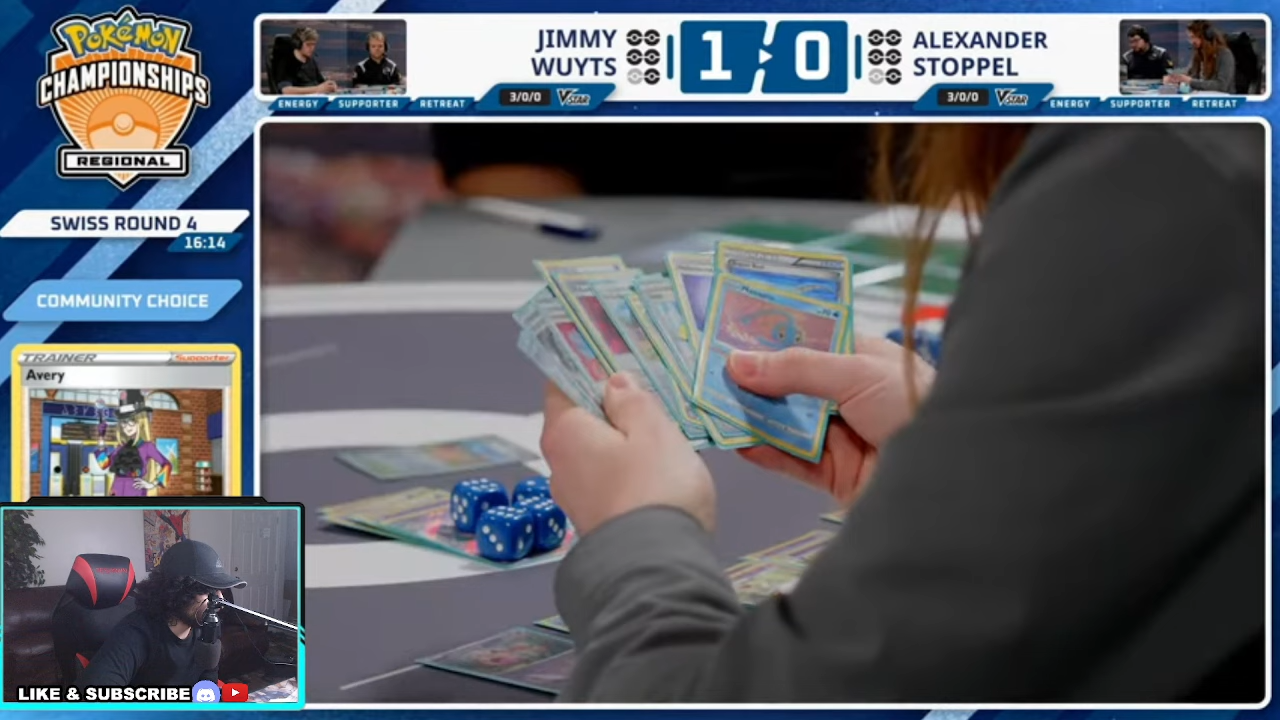 Pokémon
CHAMPIONSHIPS
REGIONAL
JIMMY
WUYTS
1
0
ALEXANDER
STOPPEL
ENERGY
SUPPORTER
RETREAT
3/0/0
VSTAR
3/0/0
VSTAR
ENERGY
SUPPORTER
RETREAT
SWISS ROUND 4
16:14
COMMUNITY CHOICE
TRAINER
Supporter
Avery
LIKE & SUBSCRIBE